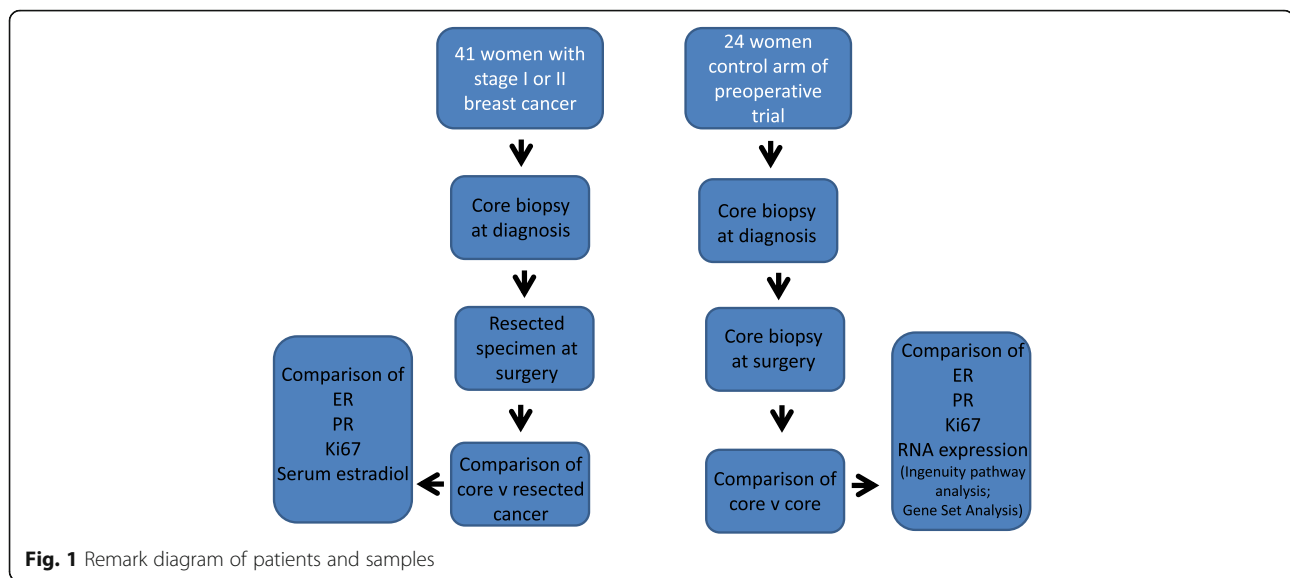 41 women with
stage I or II
breast cancer
Core biopsy
at diagnosis
Resected
specimen at
surgery
Comparison of
core v resected
cancer
Comparison of
ER
PR
Ki67
Serum estradiol
24 women
control arm of
preoperative
trial
Core biopsy
at diagnosis
Core biopsy
at surgery
Comparison of
core v core
Comparison of
ER
PR
Ki67
RNA expression
(Ingenuity pathway
analysis;
Gene Set Analysis)
Fig. 1 Remark diagram of patients and samples